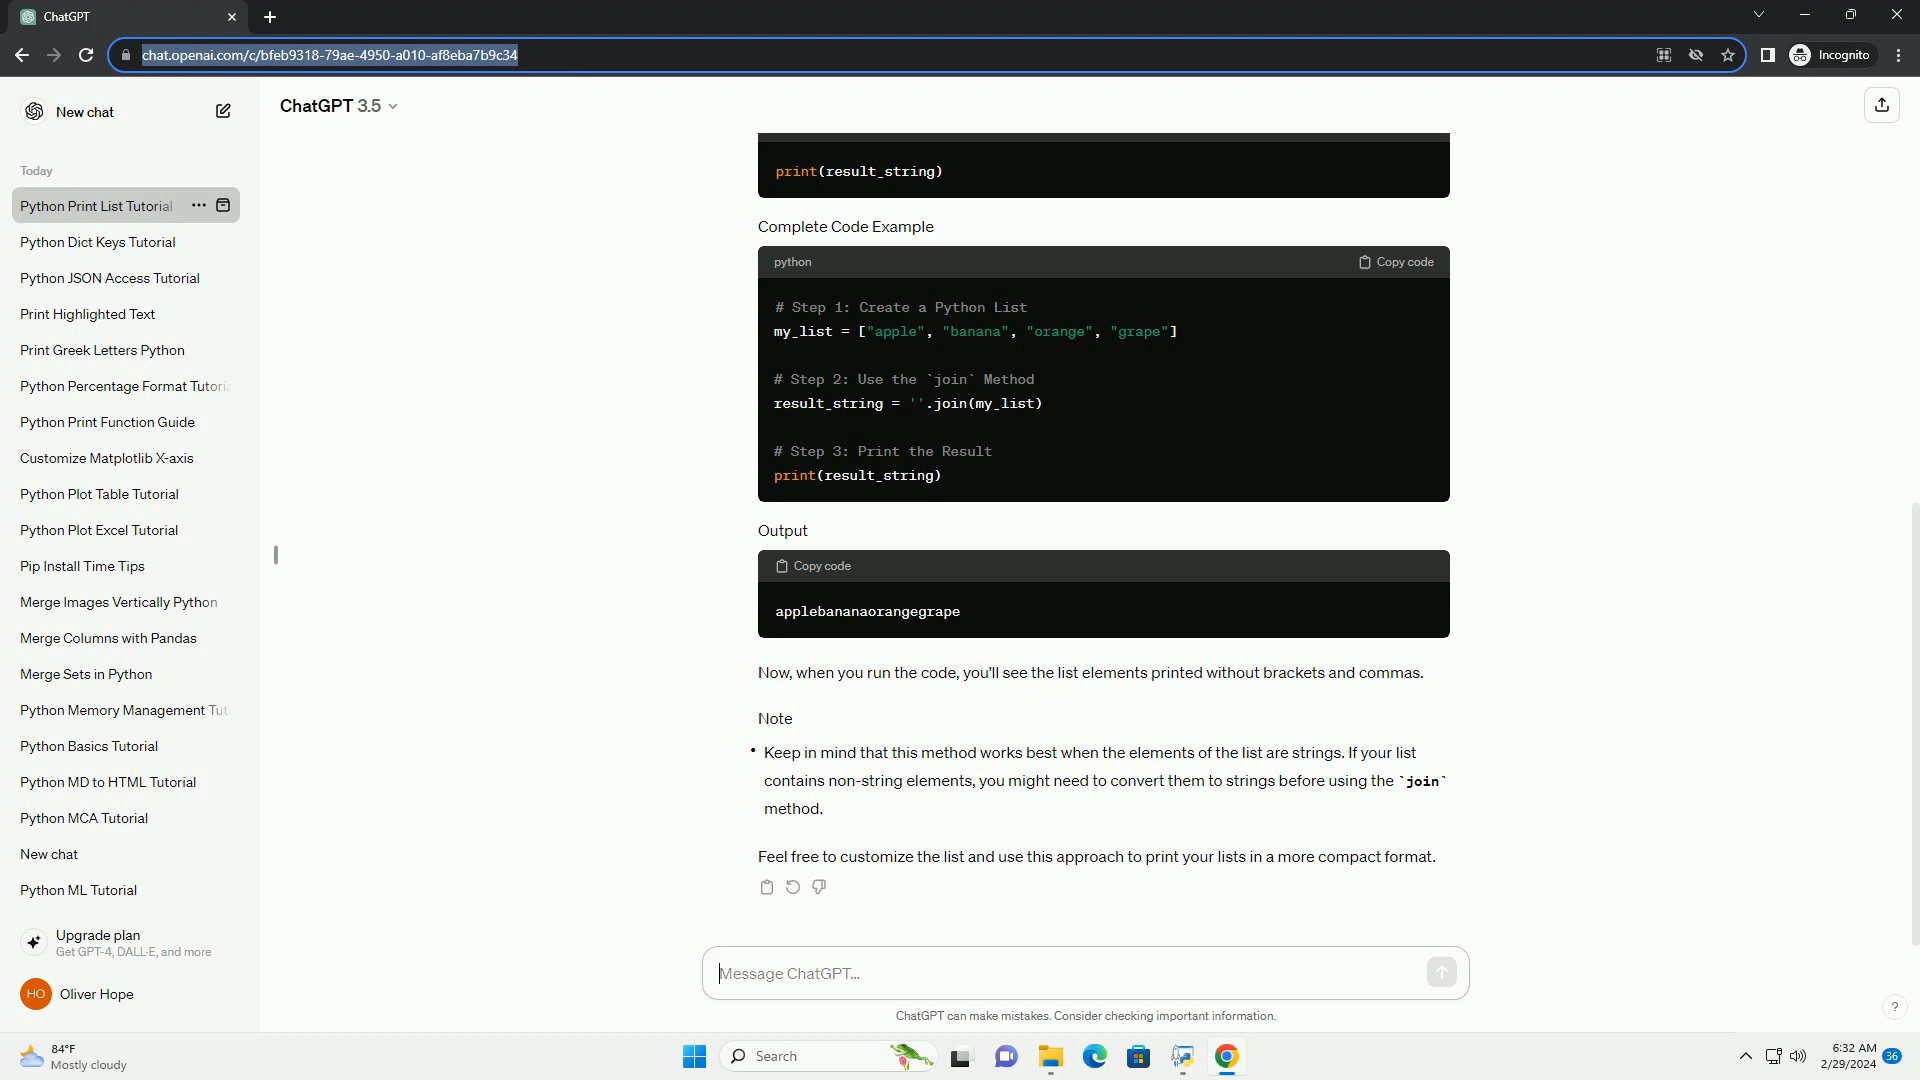 ChatGPT
chat.openai.com/c/bfeb9318-79ae-4950-a010-af8eba7b9c34
Incognito
New chat
ChatGPT 3.5
Today
Python Print List Tutorial
Python Dict Keys Tutorial
Python JSON Access Tutorial
Print Highlighted Text
Print Greek Letters Python
Python Percentage Format Tutoria
Python Print Function Guide
Customize Matplotlib X-axis
Python Plot Table Tutorial
Python Plot Excel Tutorial
Pip Install Time Tips
Merge Images Vertically Python
Merge Columns with Pandas
Merge Sets in Python
Python Memory Management Tut
Python Basics Tutorial
Python MD to HTML Tutorial
Python MCA Tutorial
New chat
Python ML Tutorial
Upgrade plan
Get GPT-4, DALL·E, and more
HO Oliver Hope
print(result_string)
Complete Code Example
python Copy code
# Step 1: Create a Python List
my_list = ["apple", "banana", "orange", "grape"]
# Step 2: Use the `join` Method
result_string = ''.join(my_list)
# Step 3: Print the Result
print(result_string)
Output
Copy code
applebananaorangegrape
Now, when you run the code, you'll see the list elements printed without brackets and commas.
Note
• Keep in mind that this method works best when the elements of the list are strings. If your list
contains non-string elements, you might need to convert them to strings before using the `join`
method.
Feel free to customize the list and use this approach to print your lists in a more compact format.
Message ChatGPT...
ChatGPT can make mistakes. Consider checking important information.
?
84°F
Mostly cloudy
Search
6:32 AM
2/29/2024
36